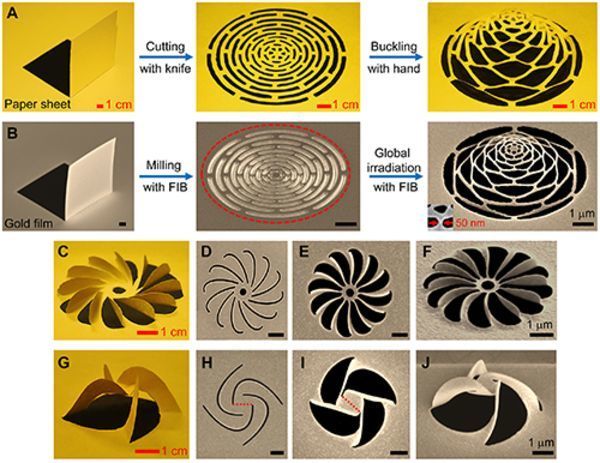 A
Cutting
with knife
Buckling
with hand
Paper sheet
1 cm
1 cm
1 cm
B
Milling
with FIB
Global
irradiation
with FIB
Gold film
50 nm
1 μm
C
D
E
F
1 cm
1 μm
G
H
I
J
1 cm
1 μm